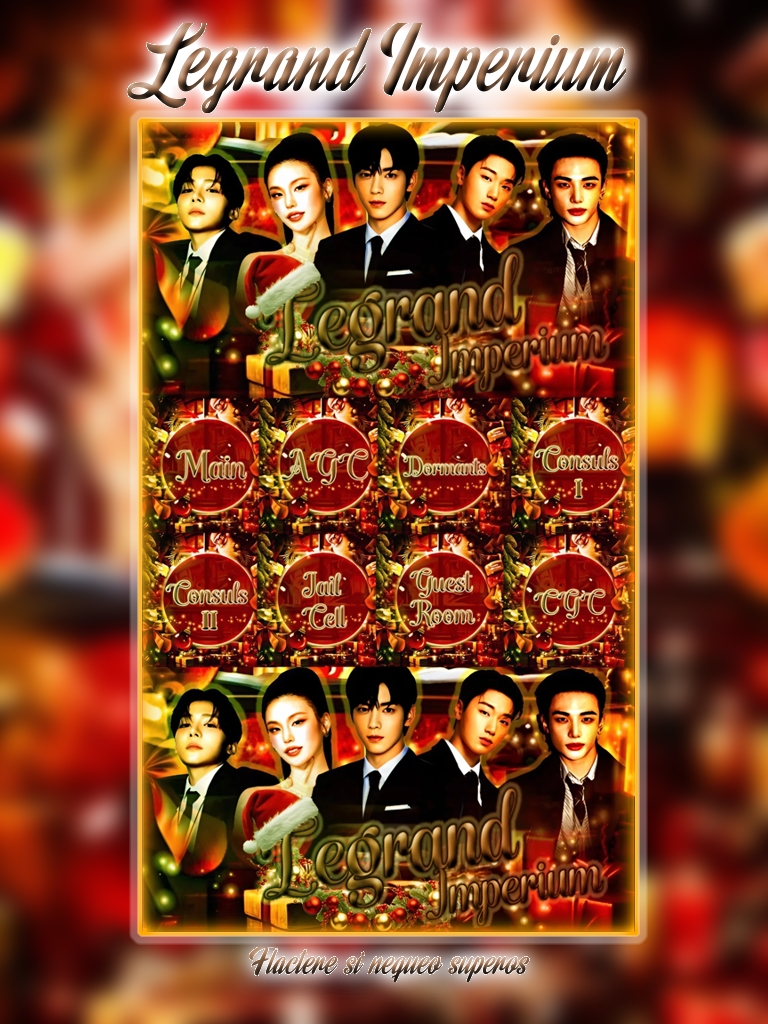 Legrand Imperium
Legrand
Imperium
Main
AGC
Dormants
Consuls
I
Consuls
II
Jail
Cell
Guest
Room
CGC
Legrand
Imperium
Flactere si nequeo superos